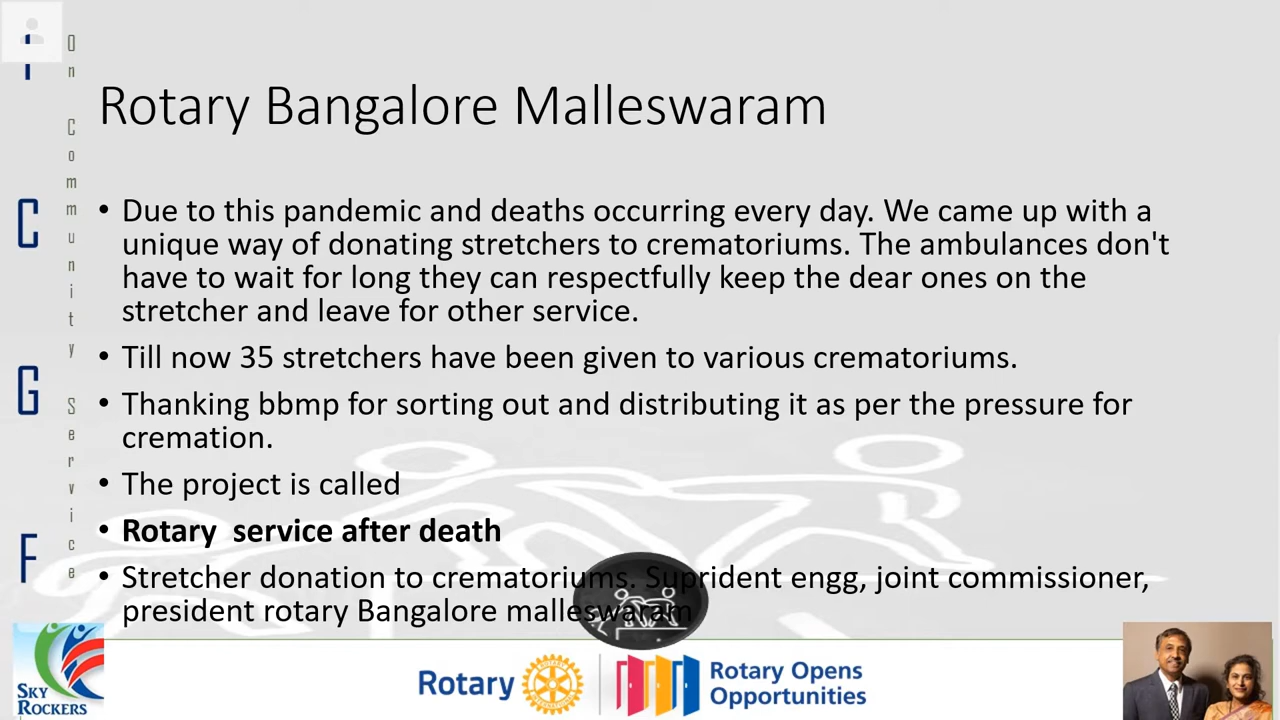 Rotary Bangalore Malleswaram
• Due to this pandemic and deaths occurring every day. We came up with a
unique way of donating stretchers to crematoriums. The ambulances don't
have to wait for long they can respectfully keep the dear ones on the
stretcher and leave for other service.
• Till now 35 stretchers have been given to various crematoriums.
• Thanking bbmp for sorting out and distributing it as per the pressure for
cremation.
• The project is called
• Rotary service after death
• Stretcher donation to crematoriums. Suprident engg, joint commissioner,
president rotary Bangalore malleswaram
C
G
F
On Community Service
SKY
ROCKERS
Rotary
Rotary Opens
Opportunities